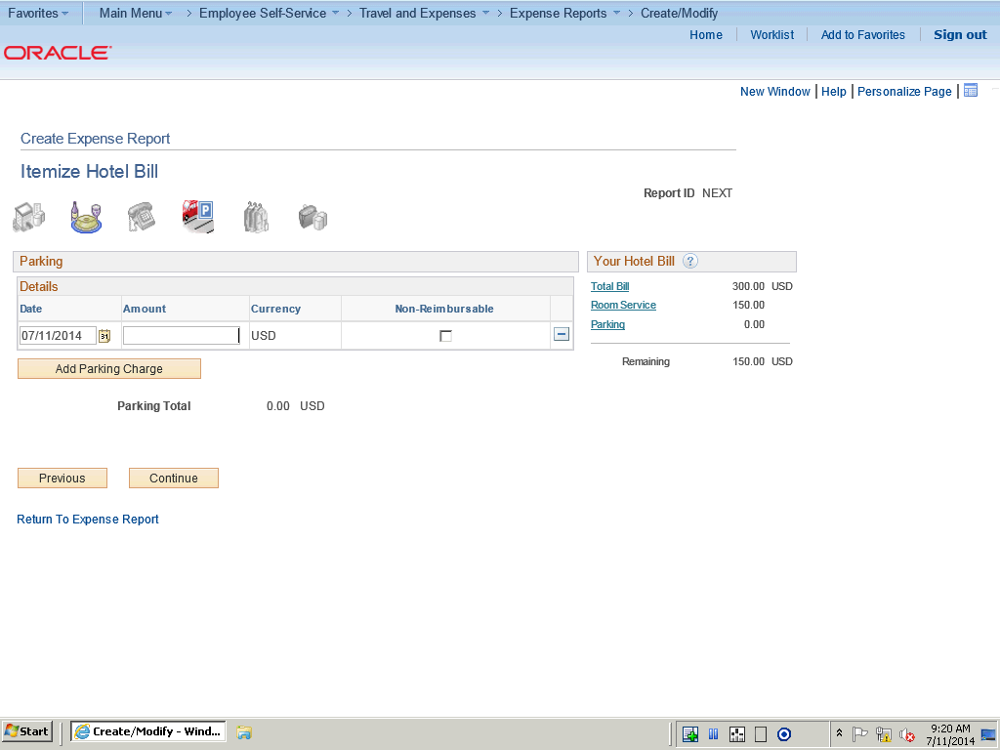 Favorites Main Menu > Employee Self-Service > Travel and Expenses > Expense Reports > Create/Modify
Home Worklist Add to Favorites Sign out
ORACLE
New Window | Help | Personalize Page |
Create Expense Report
Itemize Hotel Bill
Report ID NEXT
P
Parking
Your Hotel Bill ?
Details
Total Bill 300.00 USD
Date Amount Currency Non-Reimbursable
Room Service 150.00
Parking 0.00
07/11/2014 31 USD
Remaining 150.00 USD
Add Parking Charge
Parking Total 0.00 USD
Previous Continue
Return To Expense Report
Start Create/Modify - Wind...
9:20 AM
7/11/2014